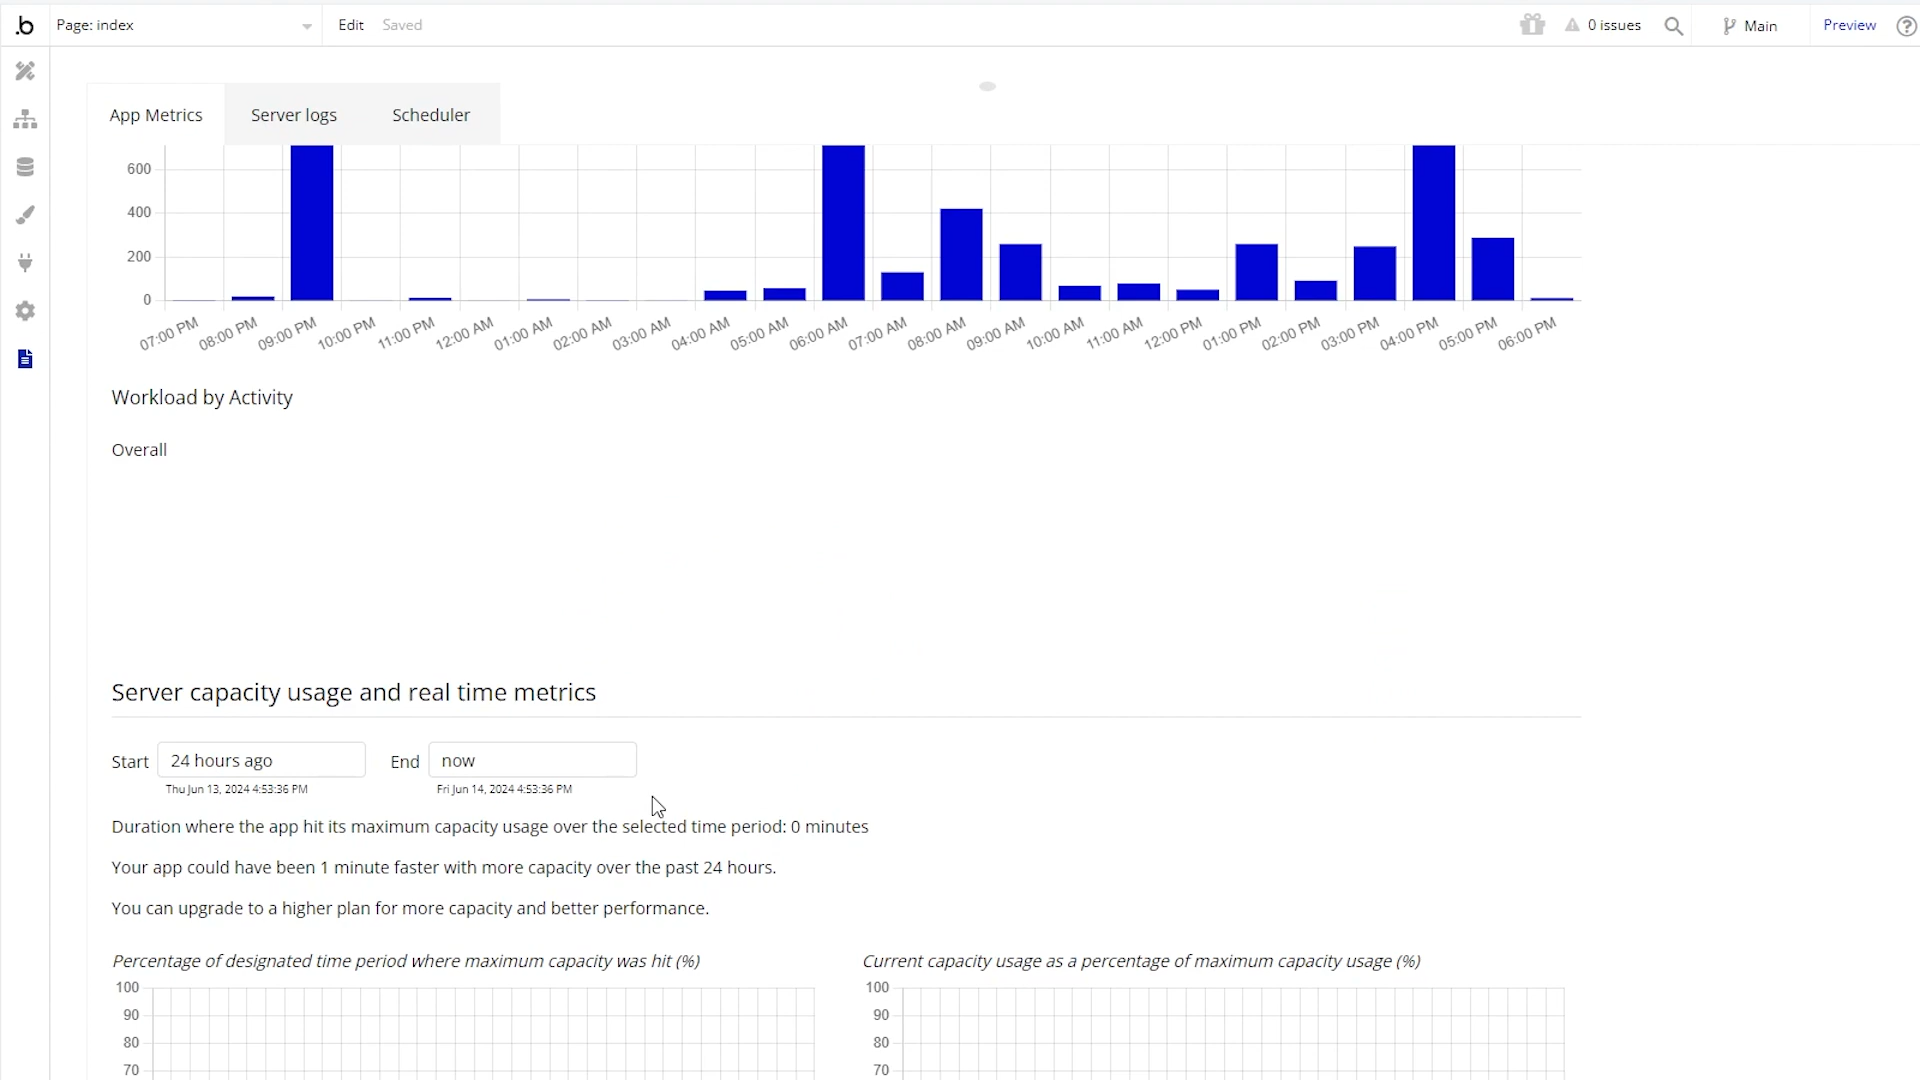 .b Page: index Edit Saved 0 issues Main Preview ?
App Metrics Server logs Scheduler
600
400
200
0
07:00 PM 08:00 PM 09:00 PM 10:00 PM 11:00 PM 12:00 AM 01:00 AM 02:00 AM 03:00 AM 04:00 AM 05:00 AM 06:00 AM 07:00 AM 08:00 AM 09:00 AM 10:00 AM 11:00 AM 12:00 PM 01:00 PM 02:00 PM 03:00 PM 04:00 PM 05:00 PM 06:00 PM
Workload by Activity
Overall
Server capacity usage and real time metrics
Start 24 hours ago End now
Thu Jun 13, 2024 4:53:36 PM Fri Jun 14, 2024 4:53:36 PM
Duration where the app hit its maximum capacity usage over the selected time period: 0 minutes
Your app could have been 1 minute faster with more capacity over the past 24 hours.
You can upgrade to a higher plan for more capacity and better performance.
Percentage of designated time period where maximum capacity was hit (%)
100
90
80
70
Current capacity usage as a percentage of maximum capacity usage (%)
100
90
80
70